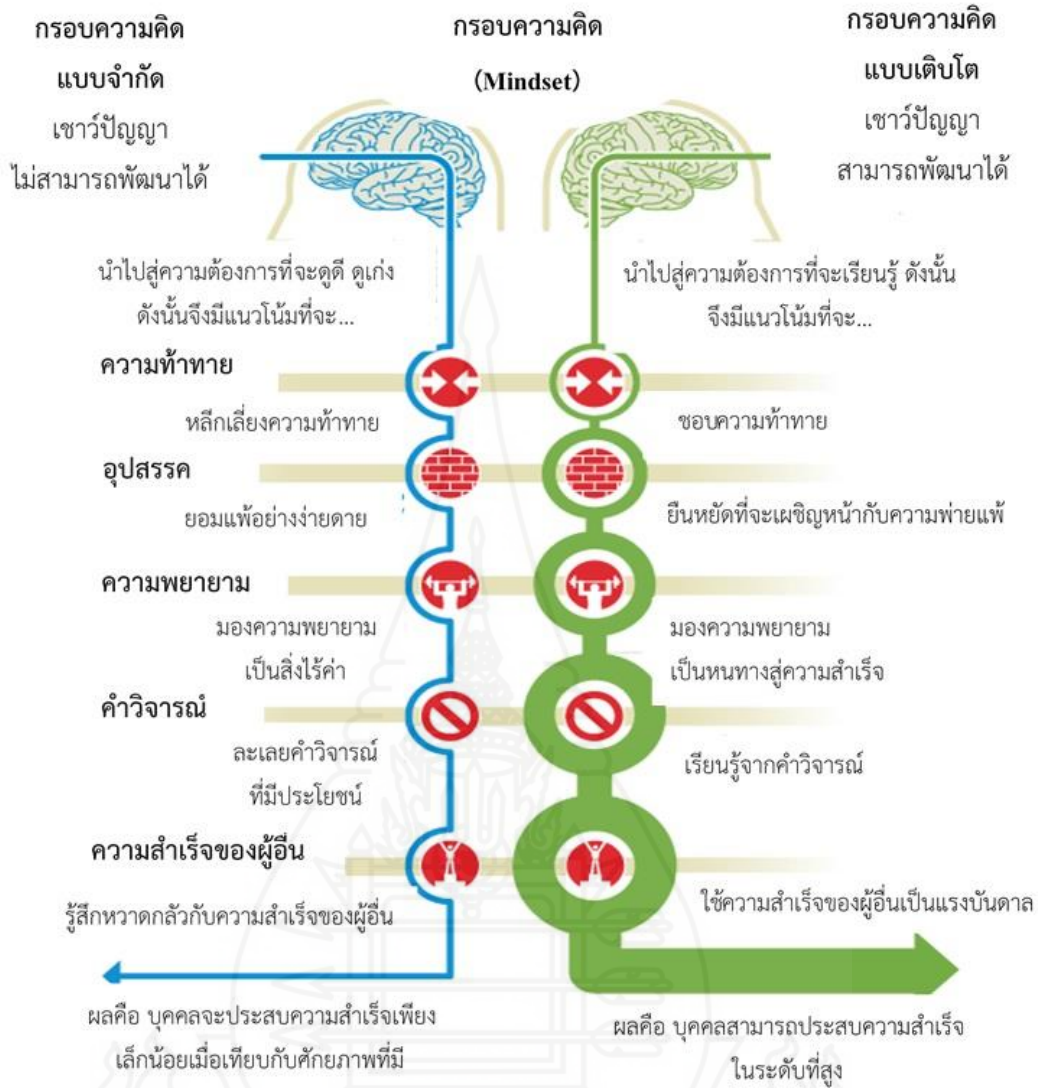 กรอบความคิด
แบบจำกัด
เชาว์ปัญญา
ไม่สามารถพัฒนาได้
กรอบความคิด
(Mindset)
กรอบความคิด
แบบเติบโต
เชาว์ปัญญา
สามารถพัฒนาได้
นำไปสู่ความต้องการที่จะดูดี ดูเก่ง
ดังนั้นจึงมีแนวโน้มที่จะ...
นำไปสู่ความต้องการที่จะเรียนรู้ ดังนั้น
จึงมีแนวโน้มที่จะ...
ความท้าทาย
หลีกเลี่ยงความท้าทาย
ชอบความท้าทาย
อุปสรรค
ยอมแพ้อย่างง่ายดาย
ยืนหยัดที่จะเผชิญหน้ากับความพ่ายแพ้
ความพยายาม
มองความพยายาม
เป็นสิ่งไร้ค่า
มองความพยายาม
เป็นหนทางสู่ความสำเร็จ
คำวิจารณ์
ละเลยคำวิจารณ์
ที่มีประโยชน์
เรียนรู้จากคำวิจารณ์
ความสำเร็จของผู้อื่น
รู้สึกหวาดกลัวกับความสำเร็จของผู้อื่น
ใช้ความสำเร็จของผู้อื่นเป็นแรงบันดาล
ผลคือ บุคคลจะประสบความสำเร็จเพียง
เล็กน้อยเมื่อเทียบกับศักยภาพที่มี
ผลคือ บุคคลสามารถประสบความสำเร็จ
ในระดับที่สูง